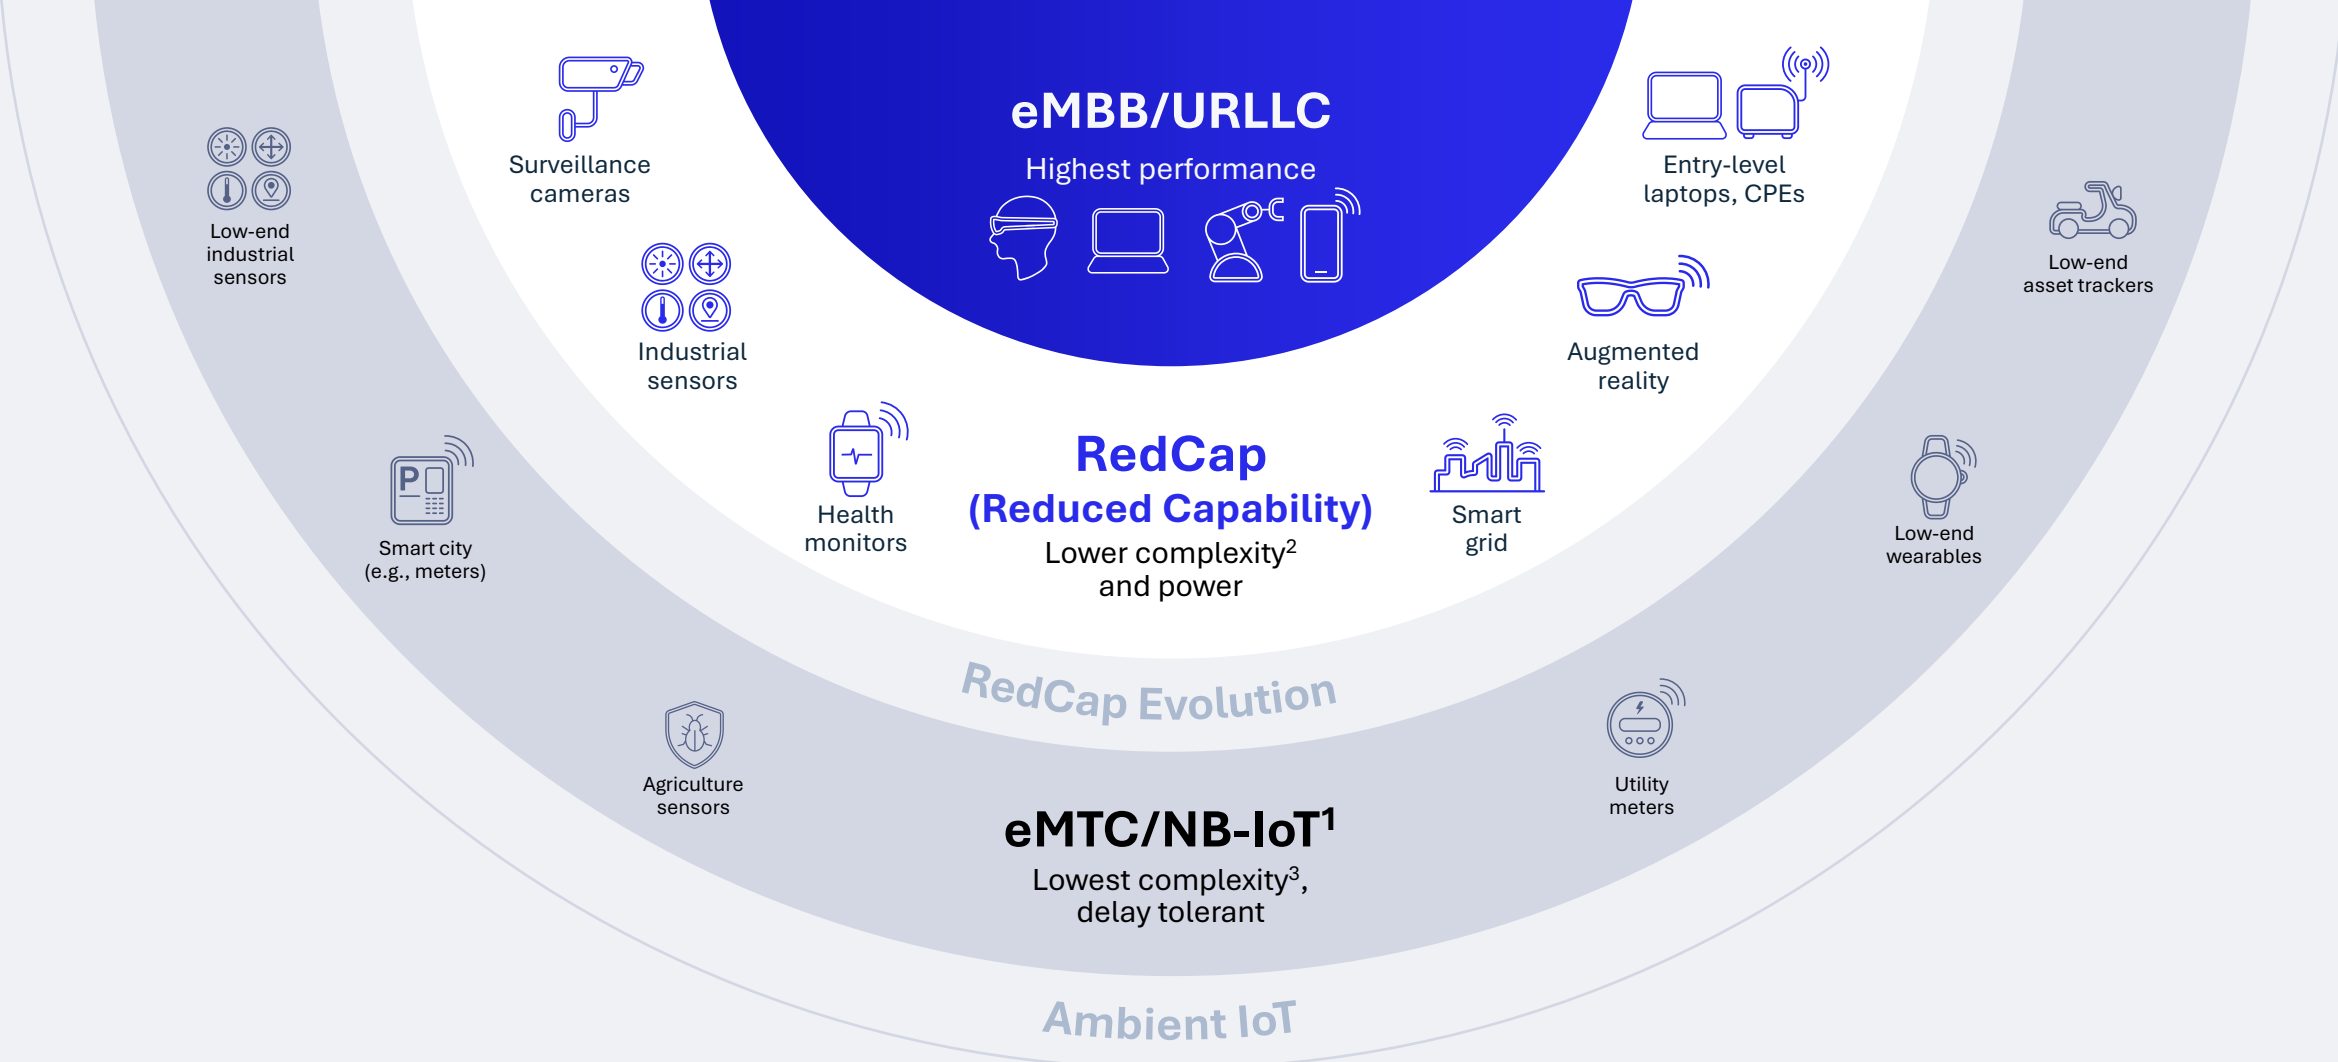 eMBB/URLLC
Highest performance
Surveillance
cameras
Entry-level
laptops, CPEs
Industrial
sensors
Augmented
reality
Health
monitors
RedCap
(Reduced Capability)
Lower complexity²
and power
Smart
grid
RedCap Evolution
Low-end
industrial
sensors
Low-end
asset trackers
P
Smart city
(e.g., meters)
Low-end
wearables
Agriculture
sensors
Utility
meters
eMTC/NB-IoT¹
Lowest complexity³,
delay tolerant
Ambient IoT